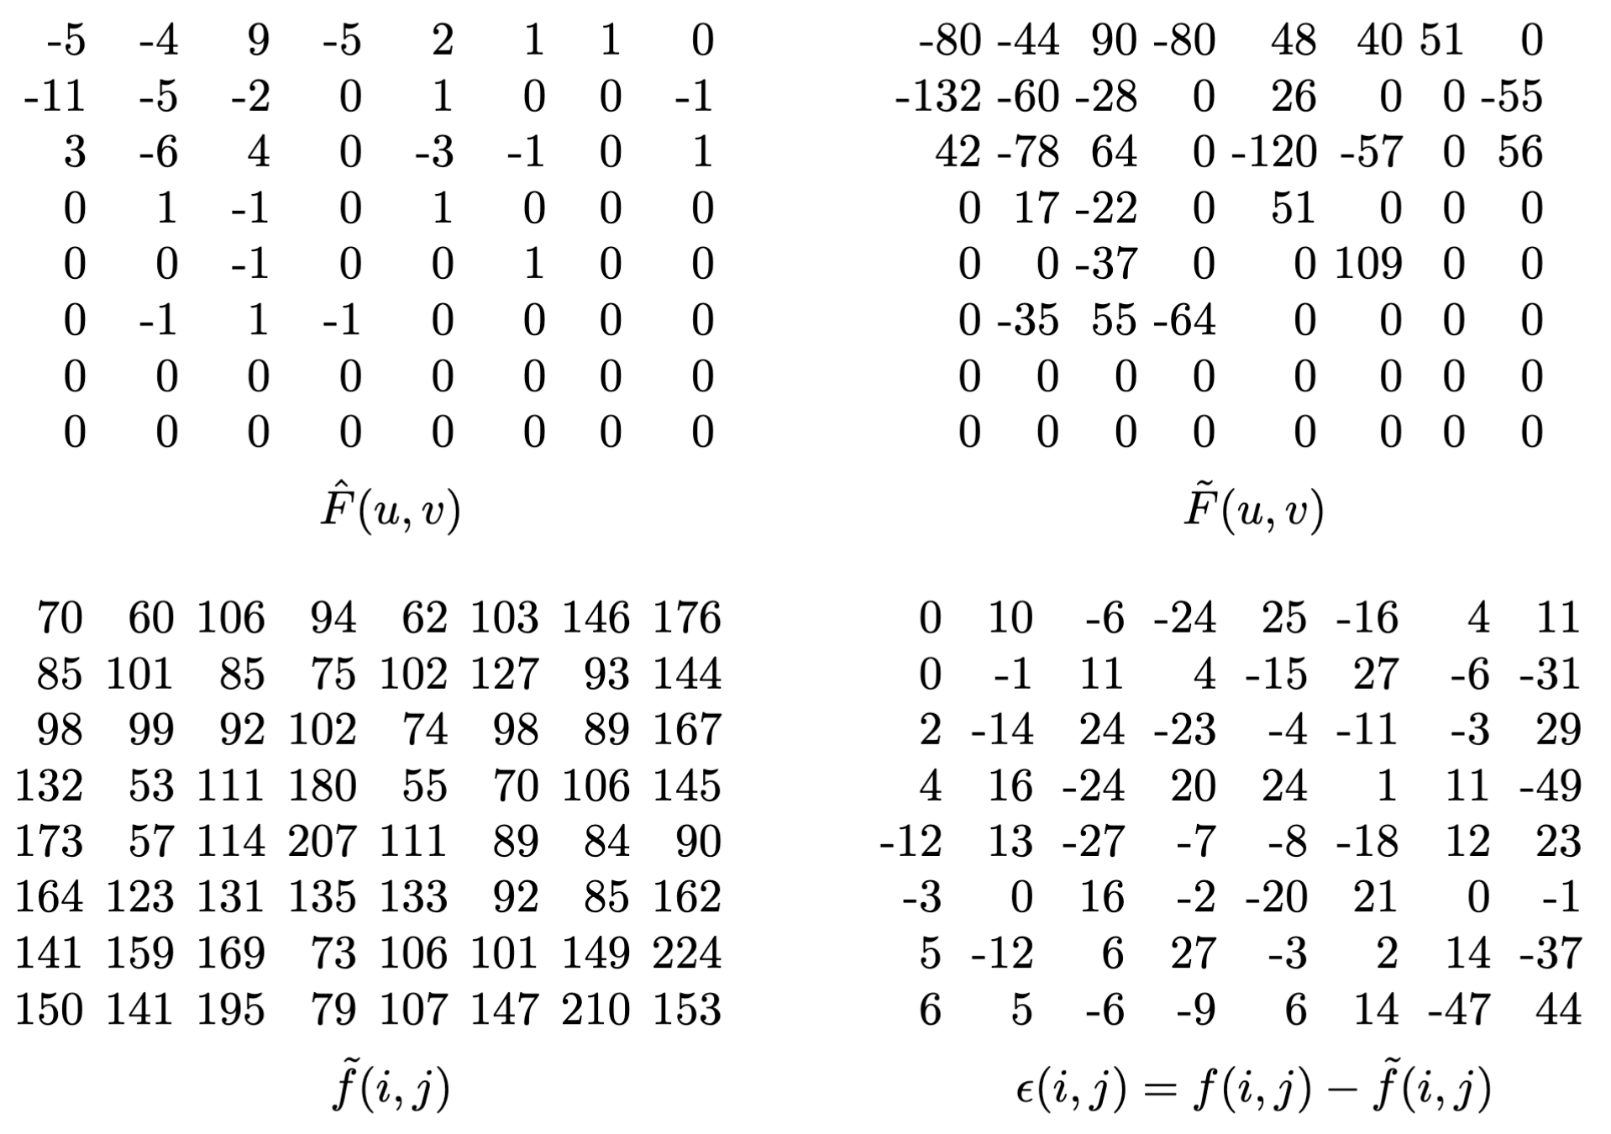 -5 -4 9 -5 2 1 1 0
-11 -5 -2 0 1 0 0 -1
3 -6 4 0 -3 -1 0 1
0 1 -1 0 1 0 0 0
0 0 -1 0 0 1 0 0
0 -1 1 -1 0 0 0 0
0 0 0 0 0 0 0 0
0 0 0 0 0 0 0 0
F̂(u, v)
-80 -44 90 -80 48 40 51 0
-132 -60 -28 0 26 0 0 -55
42 -78 64 0 -120 -57 0 56
0 17 -22 0 51 0 0 0
0 0 -37 0 0 109 0 0
0 -35 55 -64 0 0 0 0
0 0 0 0 0 0 0 0
0 0 0 0 0 0 0 0
F̃(u, v)
70 60 106 94 62 103 146 176
85 101 85 75 102 127 93 144
98 99 92 102 74 98 89 167
132 53 111 180 55 70 106 145
173 57 114 207 111 89 84 90
164 123 131 135 133 92 85 162
141 159 169 73 106 101 149 224
150 141 195 79 107 147 210 153
f̃(i, j)
0 10 -6 -24 25 -16 4 11
0 -1 11 4 -15 27 -6 -31
2 -14 24 -23 -4 -11 -3 29
4 16 -24 20 24 1 11 -49
-12 13 -27 -7 -8 -18 12 23
-3 0 16 -2 -20 21 0 -1
5 -12 6 27 -3 2 14 -37
6 5 -6 -9 6 14 -47 44
ϵ(i, j) = f(i, j) − f̃(i, j)